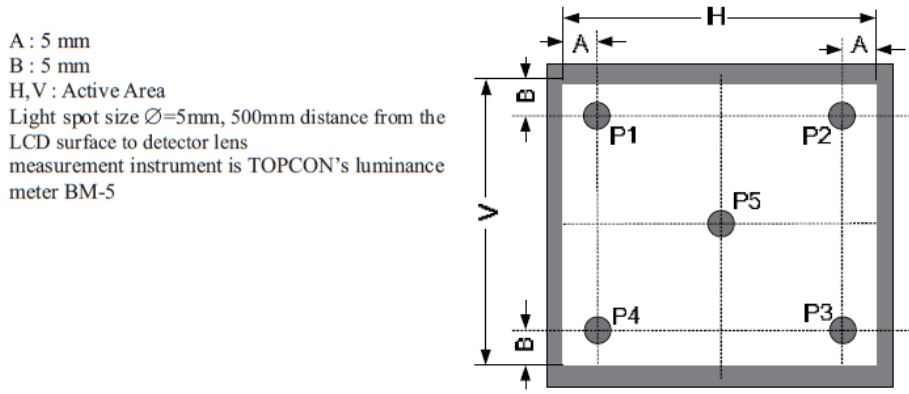 A : 5 mm
B : 5 mm
H,V : Active Area
Light spot size ∅=5mm, 500mm distance from the
LCD surface to detector lens
measurement instrument is TOPCON's luminance
meter BM-5
H
A
A
B
P1
P2
V
P5
P4
P3
B